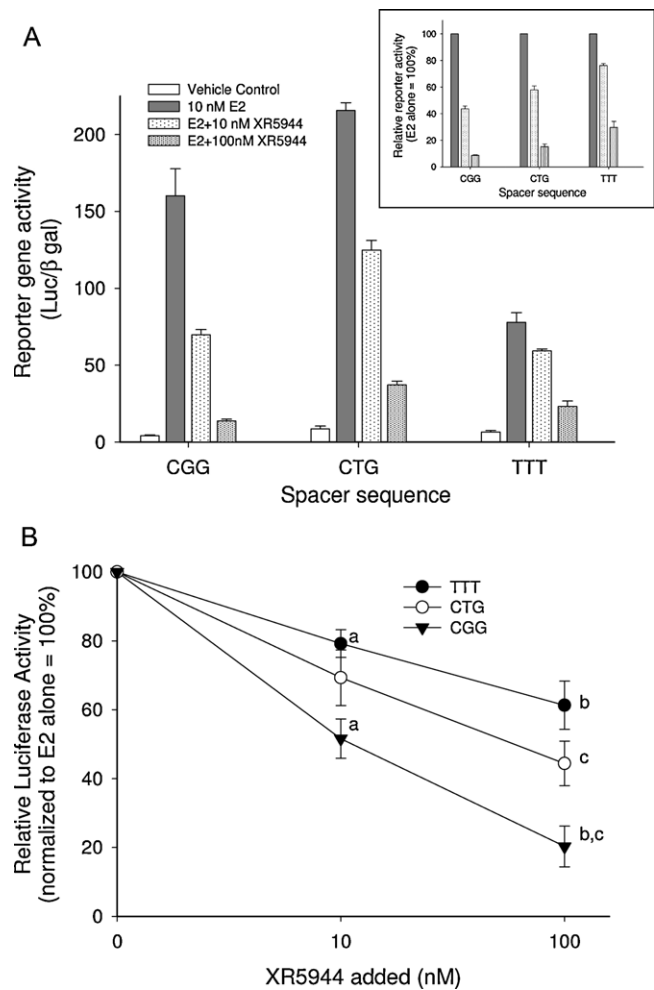 A
Vehicle Control
10 nM E2
E2+10 nM XR5944
E2+100nM XR5944
Reporter gene activity
(Luc/β gal)
200
150
100
50
0
CGG
CTG
TTT
Spacer sequence
Relative reporter activity
(E2 alone = 100%)
100
80
60
40
20
0
CGG
CTG
TTT
Spacer sequence
B
Relative Luciferase Activity
(normalized to E2 alone = 100%)
100
80
60
40
20
0
TTT
CTG
CGG
a
a
b
c
b,c
0
10
100
XR5944 added (nM)